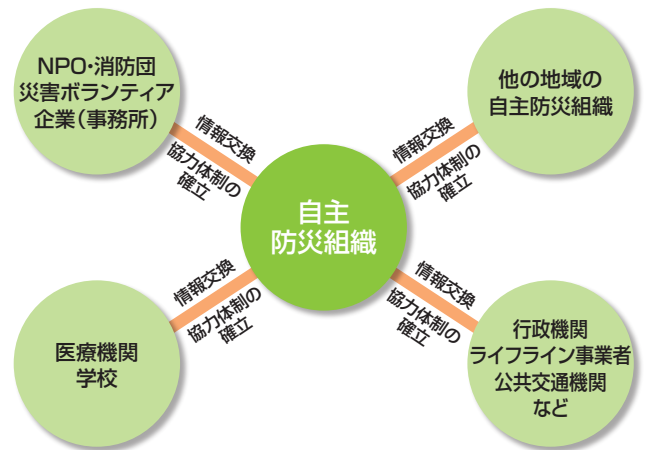 NPO・消防団
災害ボランティア
企業(事務所)
情報交換
協力体制の
確立
他の地域の
自主防災組織
情報交換
協力体制の
確立
自主
防災組織
医療機関
学校
情報交換
協力体制の
確立
行政機関
ライフライン事業者
公共交通機関
など
情報交換
協力体制の
確立